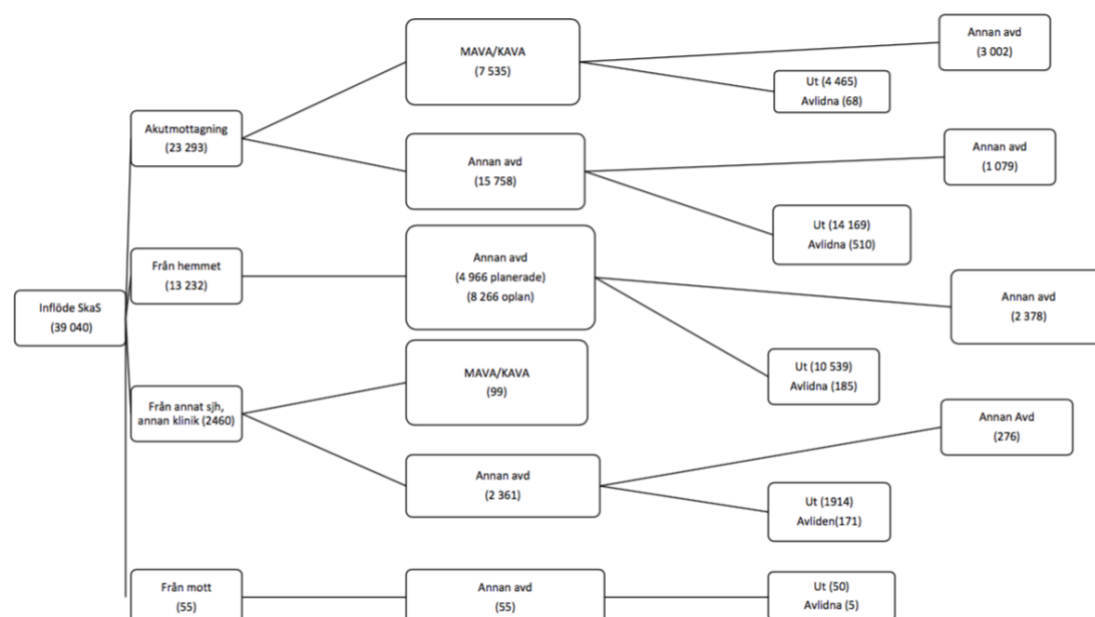 Inflöde SkaS
(39 040)
Akutmottagning
(23 293)
Från hemmet
(13 232)
Från annat sjh,
annan klinik (2460)
Från mott
(55)
MAVA/KAVA
(7 535)
Annan avd
(15 758)
Annan avd
(4 966 planerade)
(8 266 oplan)
MAVA/KAVA
(99)
Annan avd
(2 361)
Annan avd
(55)
Annan avd
(3 002)
Ut (4 465)
Avlidna (68)
Annan avd
(1 079)
Ut (14 169)
Avlidna (510)
Annan avd
(2 378)
Ut (10 539)
Avlidna (185)
Annan Avd
(276)
Ut (1914)
Avliden(171)
Ut (50)
Avlidna (5)